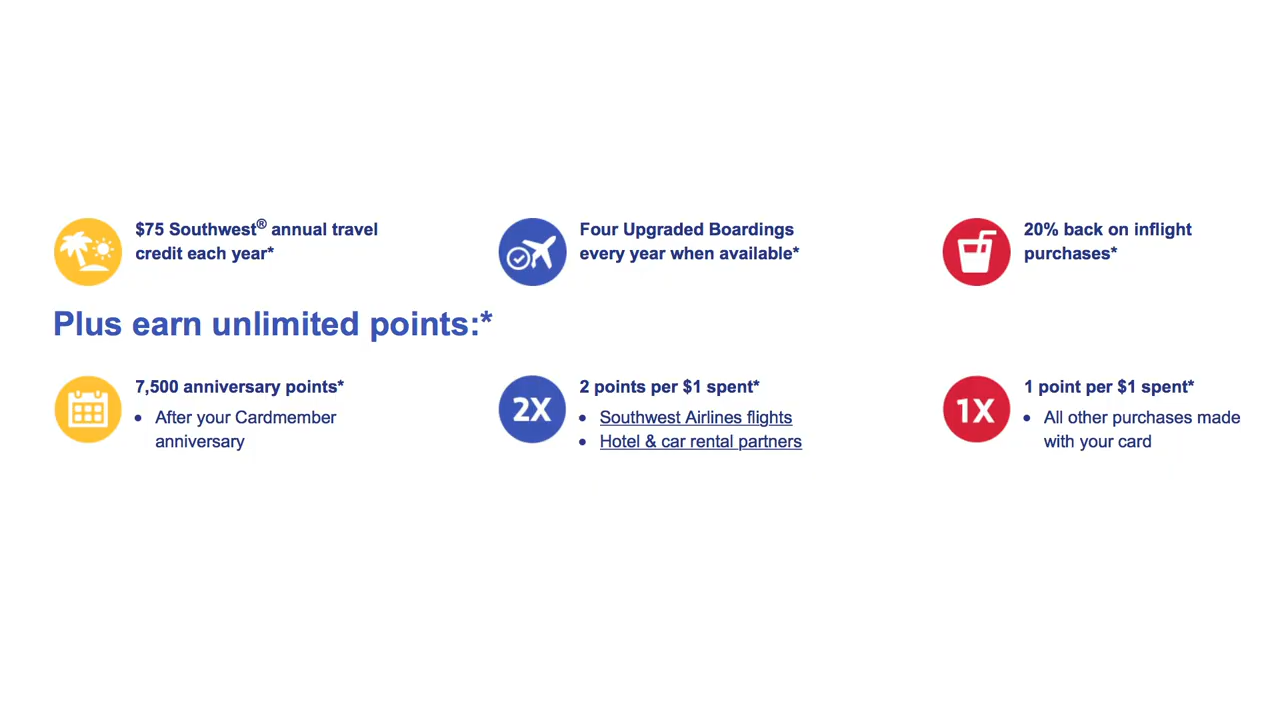 $75 Southwest® annual travel
credit each year*
Four Upgraded Boardings
every year when available*
20% back on inflight
purchases*
Plus earn unlimited points:*
7,500 anniversary points*
• After your Cardmember
anniversary
2X
2 points per $1 spent*
• Southwest Airlines flights
• Hotel & car rental partners
1X
1 point per $1 spent*
• All other purchases made
with your card